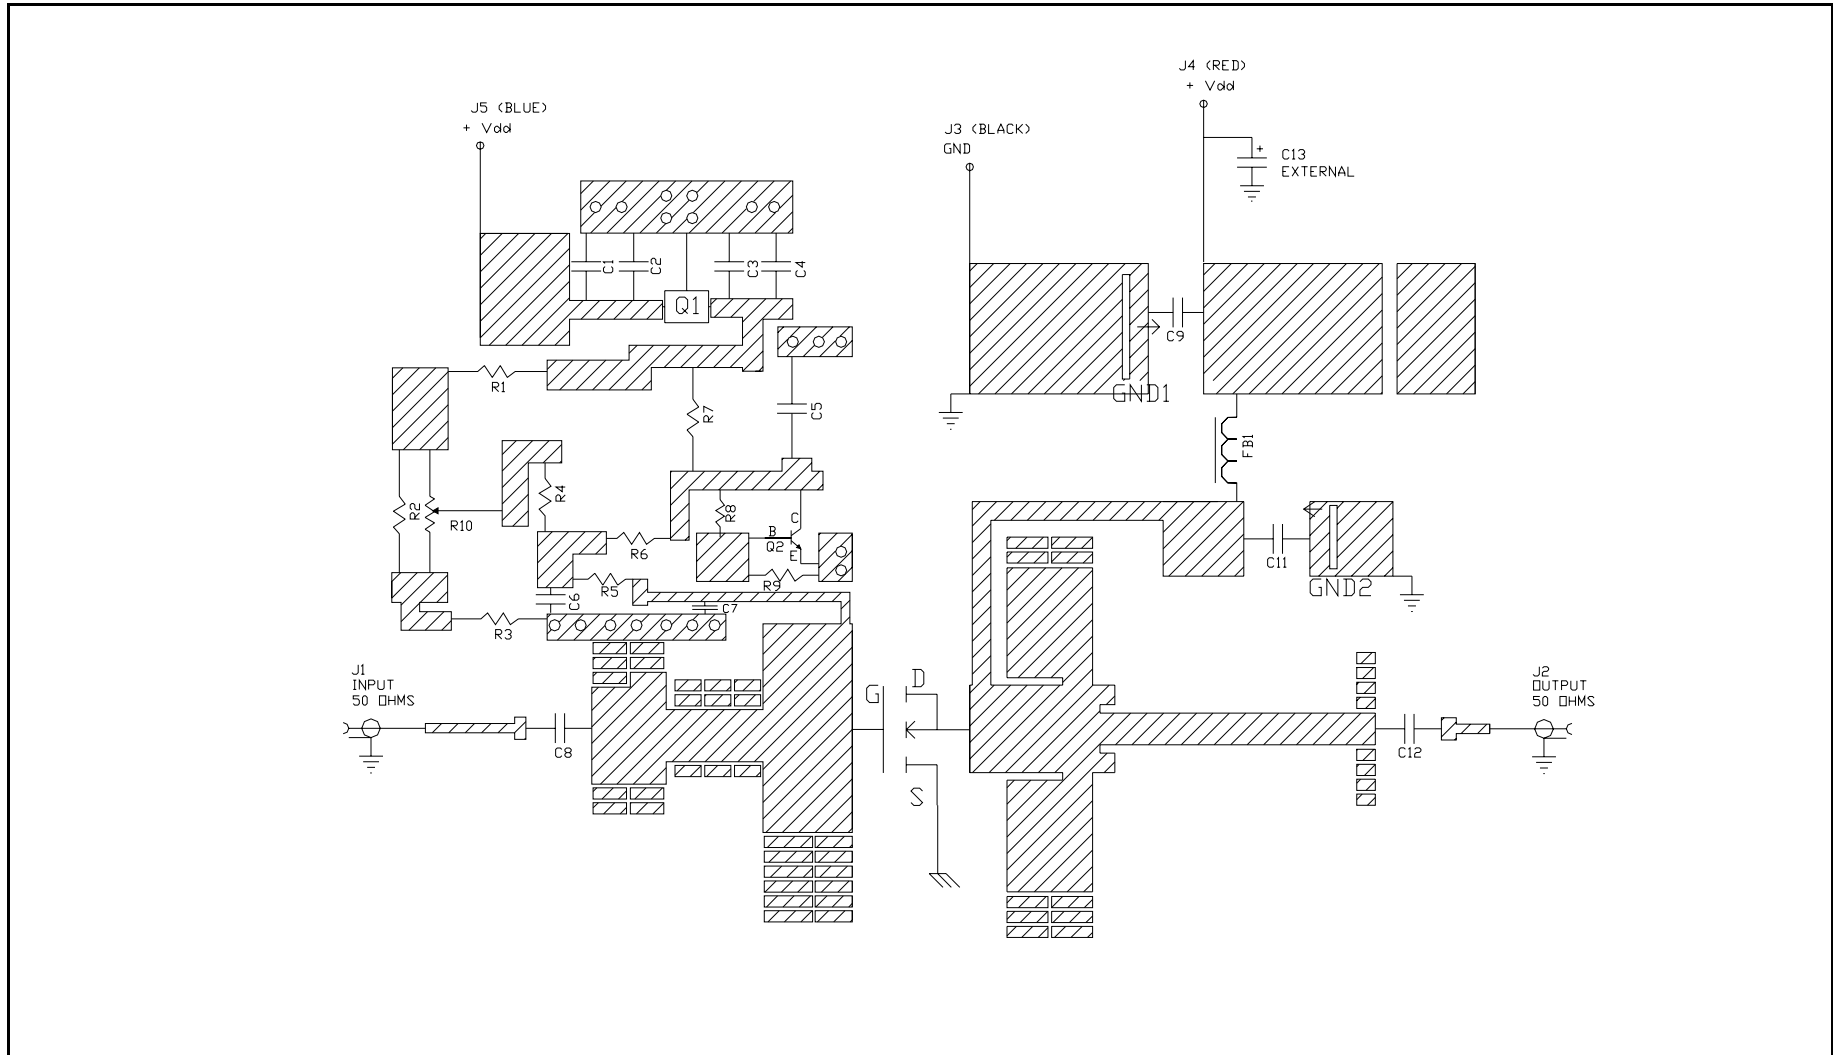 J4 (RED)
+ Vdd
J5 (BLUE)
+ Vdd
J3 (BLACK)
GND
+
C13
EXTERNAL
C1
C2
C3
C4
Q1
C9
GND1
R1
R7
C5
FB1
R4
R2
R10
R8
C
B
Q2
E
R6
R9
C11
GND2
R5
C6
C7
R3
J1
INPUT
50 OHMS
G
D
S
C8
J2
OUTPUT
50 OHMS
C12